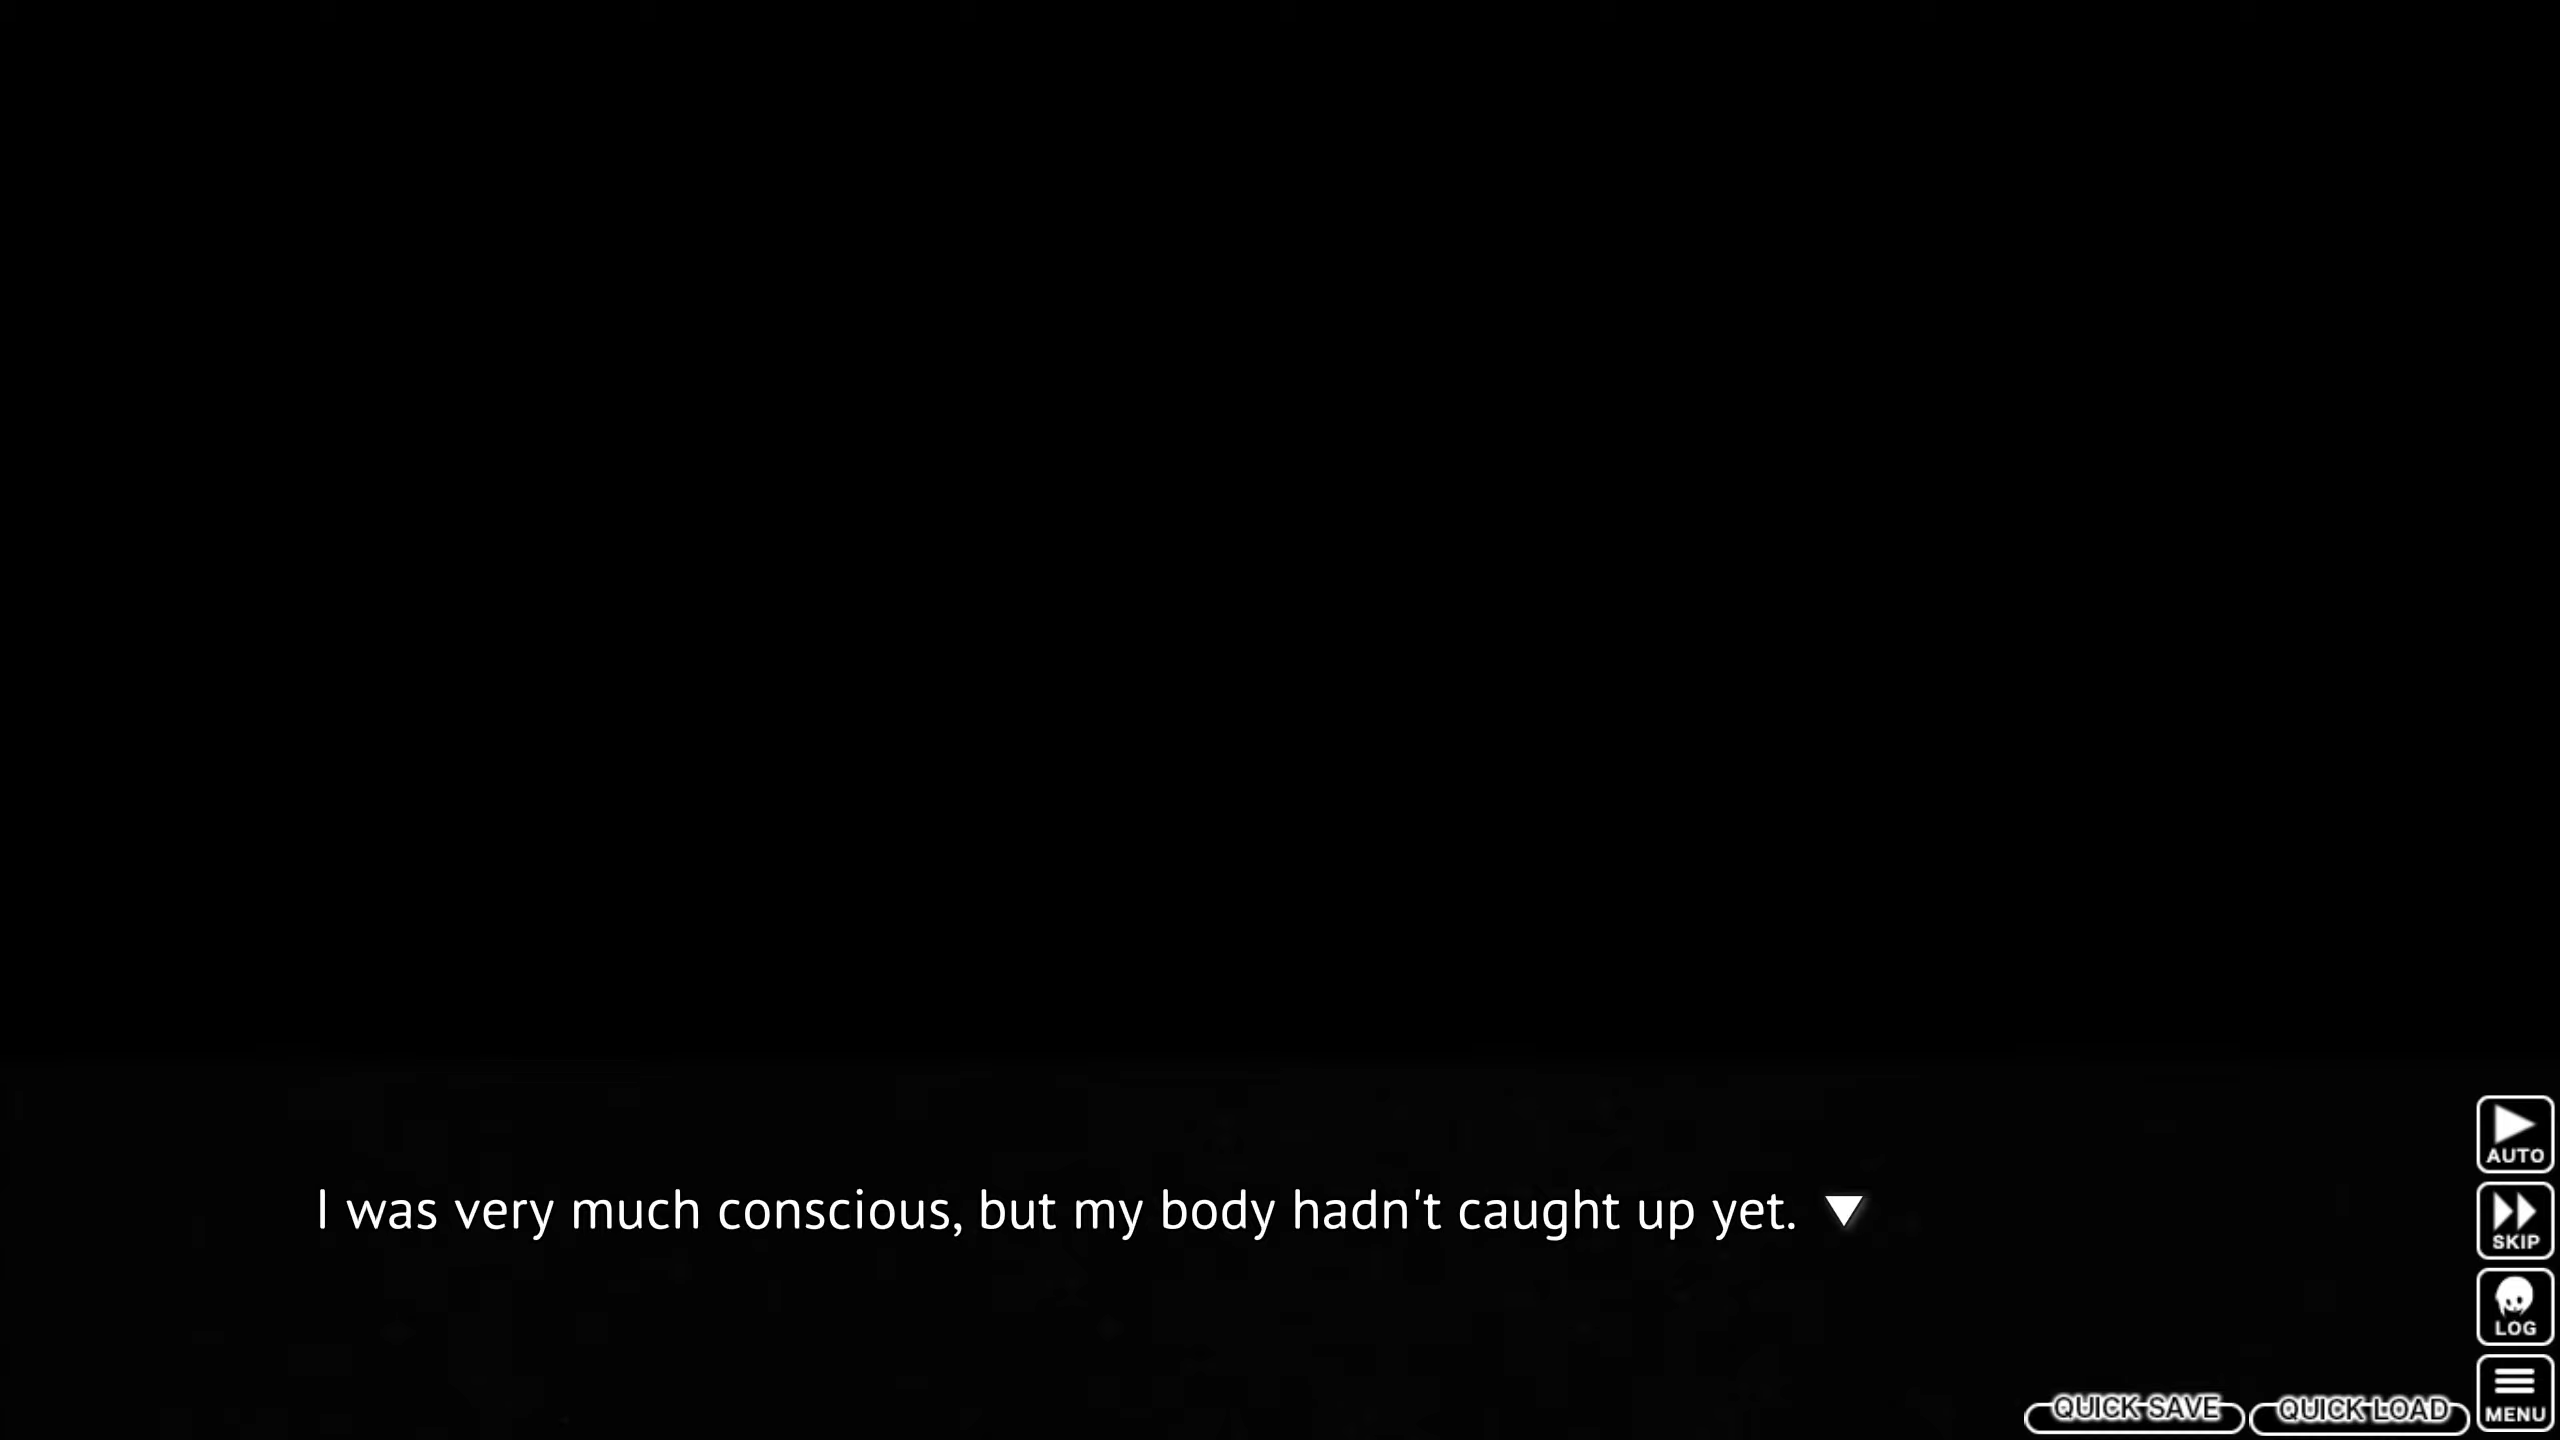 I was very much conscious, but my body hadn't caught up yet.
AUTO
SKIP
LOG
MENU
QUICK SAVE
QUICK LOAD